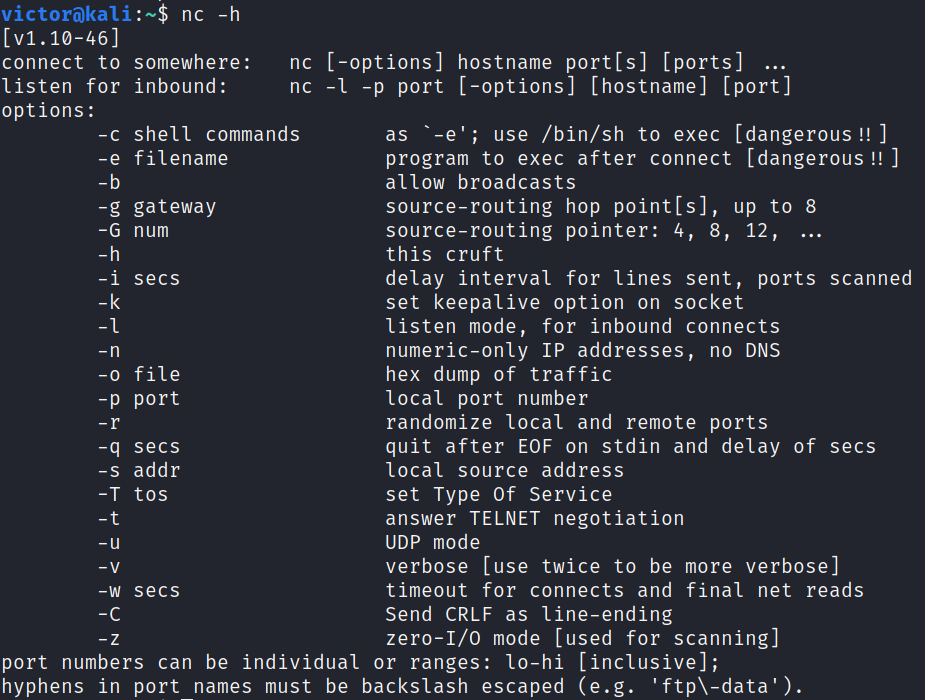 victor@kali:~$ nc -h
[v1.10-46]
connect to somewhere:   nc [-options] hostname port[s] [ports] ...
listen for inbound:     nc -l -p port [-options] [hostname] [port]
options:
        -c shell commands       as `-e'; use /bin/sh to exec [dangerous!!]
        -e filename             program to exec after connect [dangerous!!]
        -b                      allow broadcasts
        -g gateway              source-routing hop point[s], up to 8
        -G num                  source-routing pointer: 4, 8, 12, ...
        -h                      this cruft
        -i secs                 delay interval for lines sent, ports scanned
        -k                      set keepalive option on socket
        -l                      listen mode, for inbound connects
        -n                      numeric-only IP addresses, no DNS
        -o file                 hex dump of traffic
        -p port                 local port number
        -r                      randomize local and remote ports
        -q secs                 quit after EOF on stdin and delay of secs
        -s addr                 local source address
        -T tos                  set Type Of Service
        -t                      answer TELNET negotiation
        -u                      UDP mode
        -v                      verbose [use twice to be more verbose]
        -w secs                 timeout for connects and final net reads
        -C                      Send CRLF as line-ending
        -z                      zero-I/O mode [used for scanning]
port numbers can be individual or ranges: lo-hi [inclusive];
hyphens in port names must be backslash escaped (e.g. 'ftp\-data').